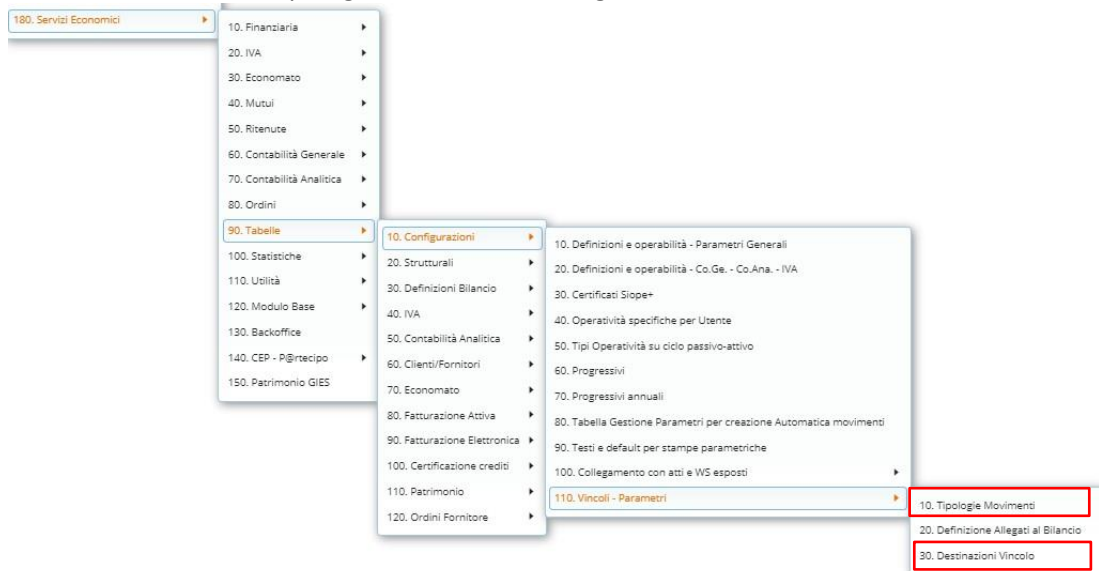 180. Servizi Economici
10. Finanziaria
20. IVA
30. Economato
40. Mutui
50. Ritenute
60. Contabilità Generale
70. Contabilità Analitica
80. Ordini
90. Tabelle
100. Statistiche
110. Utilità
120. Modulo Base
130. Backoffice
140. CEP - P@rtecipo
150. Patrimonio GIES
10. Configurazioni
20. Strutturali
30. Definizioni Bilancio
40. IVA
50. Contabilità Analitica
60. Clienti/Fornitori
70. Economato
80. Fatturazione Attiva
90. Fatturazione Elettronica
100. Certificazione crediti
110. Patrimonio
120. Ordini Fornitore
10. Definizioni e operabilità - Parametri Generali
20. Definizioni e operabilità - Co.Ge. - Co.Ana. - IVA
30. Certificati Siope+
40. Operatività specifiche per Utente
50. Tipi Operatività su ciclo passivo-attivo
60. Progressivi
70. Progressivi annuali
80. Tabella Gestione Parametri per creazione Automatica movimenti
90. Testi e default per stampe parametriche
100. Collegamento con atti e WS esposti
110. Vincoli - Parametri
10. Tipologie Movimenti
20. Definizione Allegati al Bilancio
30. Destinazioni Vincolo